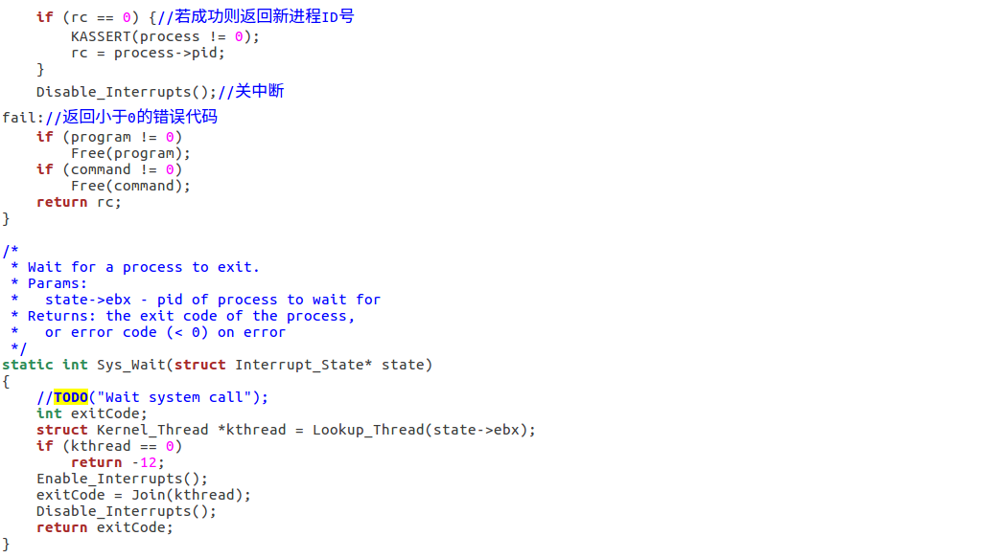 if (rc == 0) {//若成功则返回新进程ID号
        KASSERT(process != 0);
        rc = process->pid;
    }
    Disable_Interrupts();//关中断
fail://返回小于0的错误代码
    if (program != 0)
        Free(program);
    if (command != 0)
        Free(command);
    return rc;
}

/*
 * Wait for a process to exit.
 * Params:
 *   state->ebx - pid of process to wait for
 * Returns: the exit code of the process,
 *   or error code (< 0) on error
 */
static int Sys_Wait(struct Interrupt_State* state)
{
    //TODO("Wait system call");
    int exitCode;
    struct Kernel_Thread *kthread = Lookup_Thread(state->ebx);
    if (kthread == 0)
        return -12;
    Enable_Interrupts();
    exitCode = Join(kthread);
    Disable_Interrupts();
    return exitCode;
}